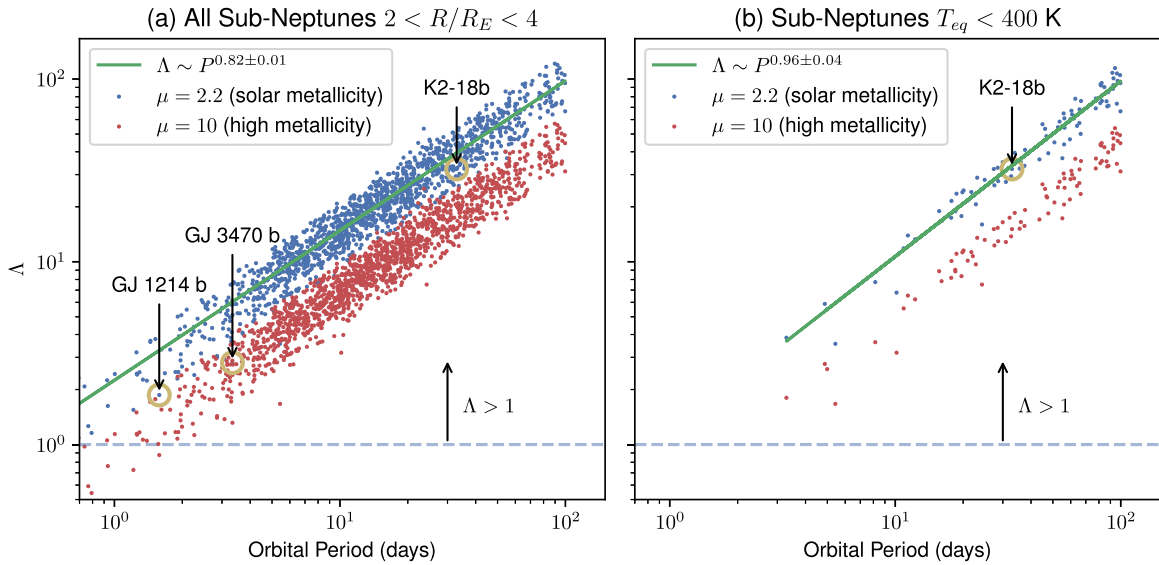 (a) All Sub-Neptunes 2 < R/R_E < 4
Λ ~ P^{0.82±0.01}
μ = 2.2 (solar metallicity)
μ = 10 (high metallicity)
K2-18b
GJ 3470 b
GJ 1214 b
Λ > 1
Λ
10^2
10^1
10^0
10^0
10^1
10^2
Orbital Period (days)
(b) Sub-Neptunes T_{eq} < 400 K
Λ ~ P^{0.96±0.04}
μ = 2.2 (solar metallicity)
μ = 10 (high metallicity)
K2-18b
Λ > 1
10^0
10^1
10^2
Orbital Period (days)